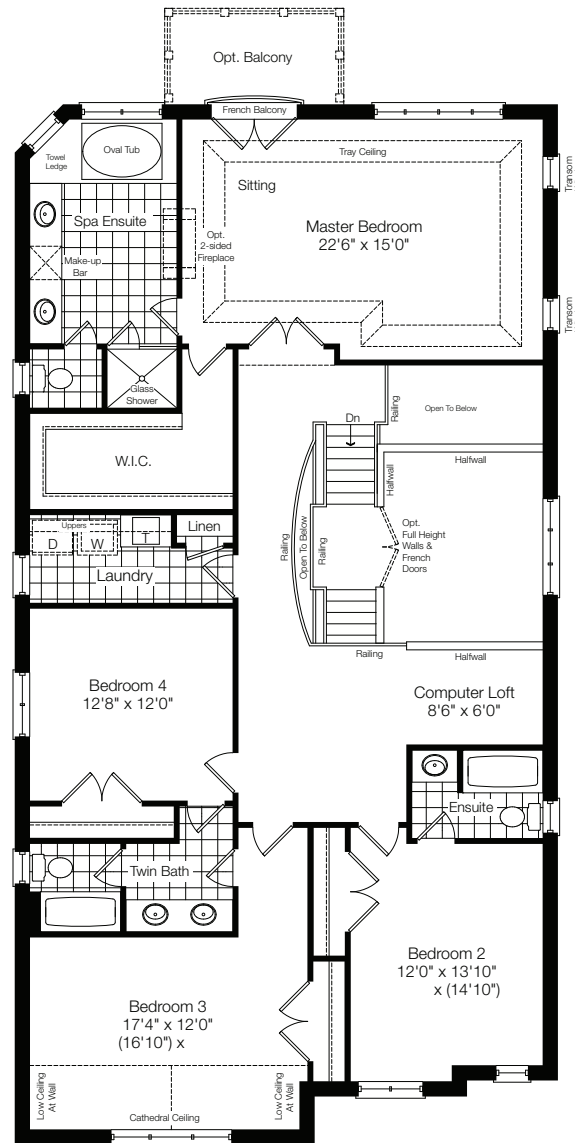 Opt. Balcony
French Balcony
Towel
Ledge
Oval Tub
Tray Ceiling
Transom
Sitting
Spa Ensuite
Master Bedroom
22'6" x 15'0"
Opt.
2-sided
Fireplace
Make-up
Bar
Transom
Glass
Shower
Dn
Railing
Open To Below
W.I.C.
Halfwall
Halfwall
Uppers
D
W
T
Linen
Laundry
Railing
Open To Below
Railing
Opt.
Full Height
Walls &
French
Doors
Railing
Halfwall
Bedroom 4
12'8" x 12'0"
Computer Loft
8'6" x 6'0"
Ensuite
Twin Bath
Bedroom 2
12'0" x 13'10"
x (14'10")
Bedroom 3
17'4" x 12'0"
(16'10") x
Low Ceiling
At Wall
Cathedral Ceiling
Low Ceiling
At Wall